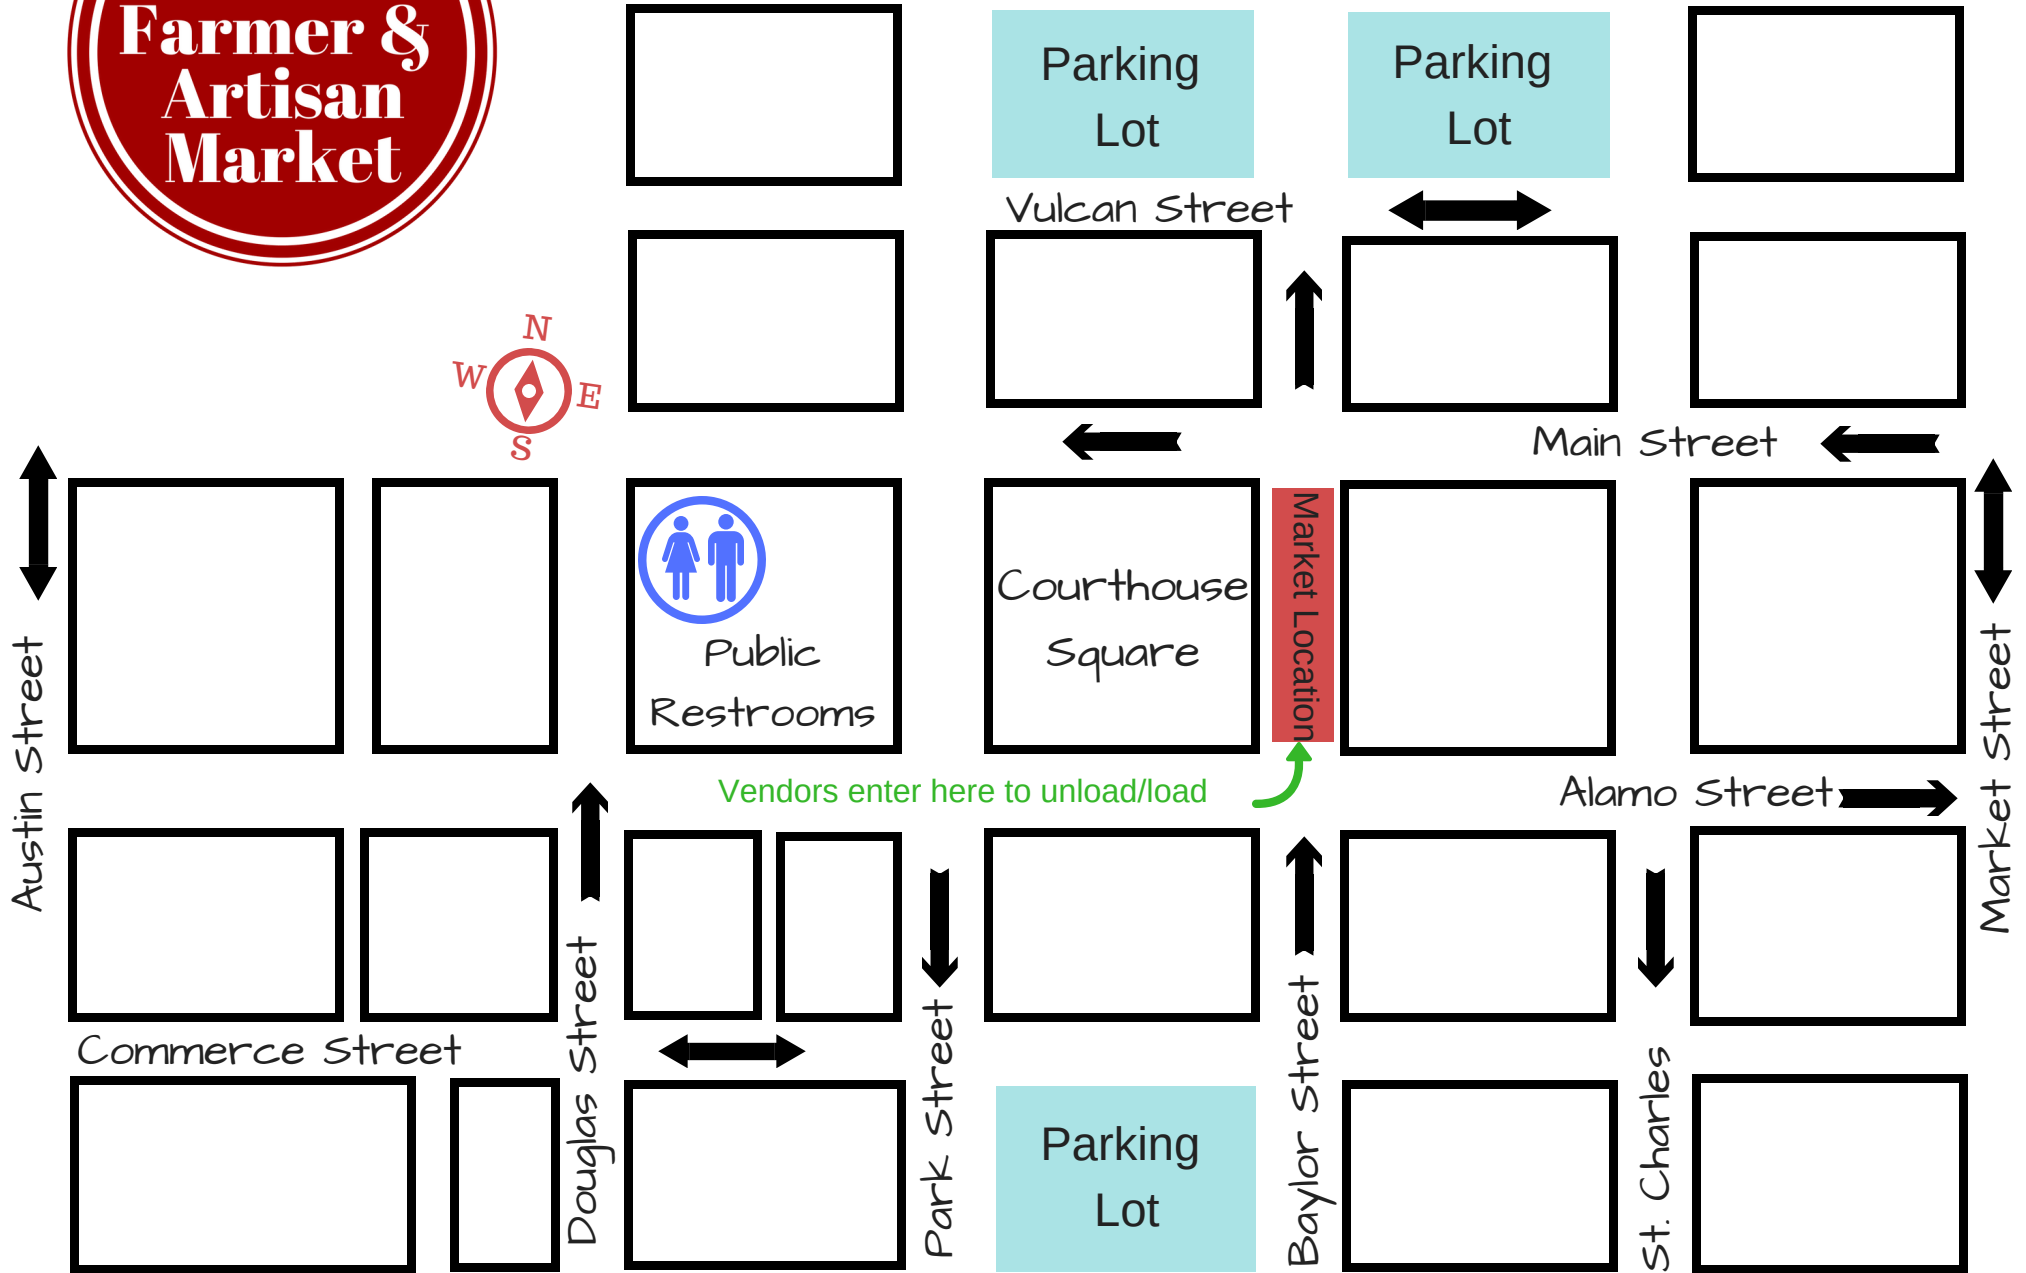 Farmer &
Artisan
Market
Parking
Lot
Parking
Lot
Vulcan Street
N
W
E
S
Main Street
Public
Restrooms
Courthouse
Square
Market Location
Austin Street
Market Street
Vendors enter here to unload/load
Alamo Street
Commerce Street
Douglas Street
Park Street
Parking
Lot
Baylor Street
St. Charles